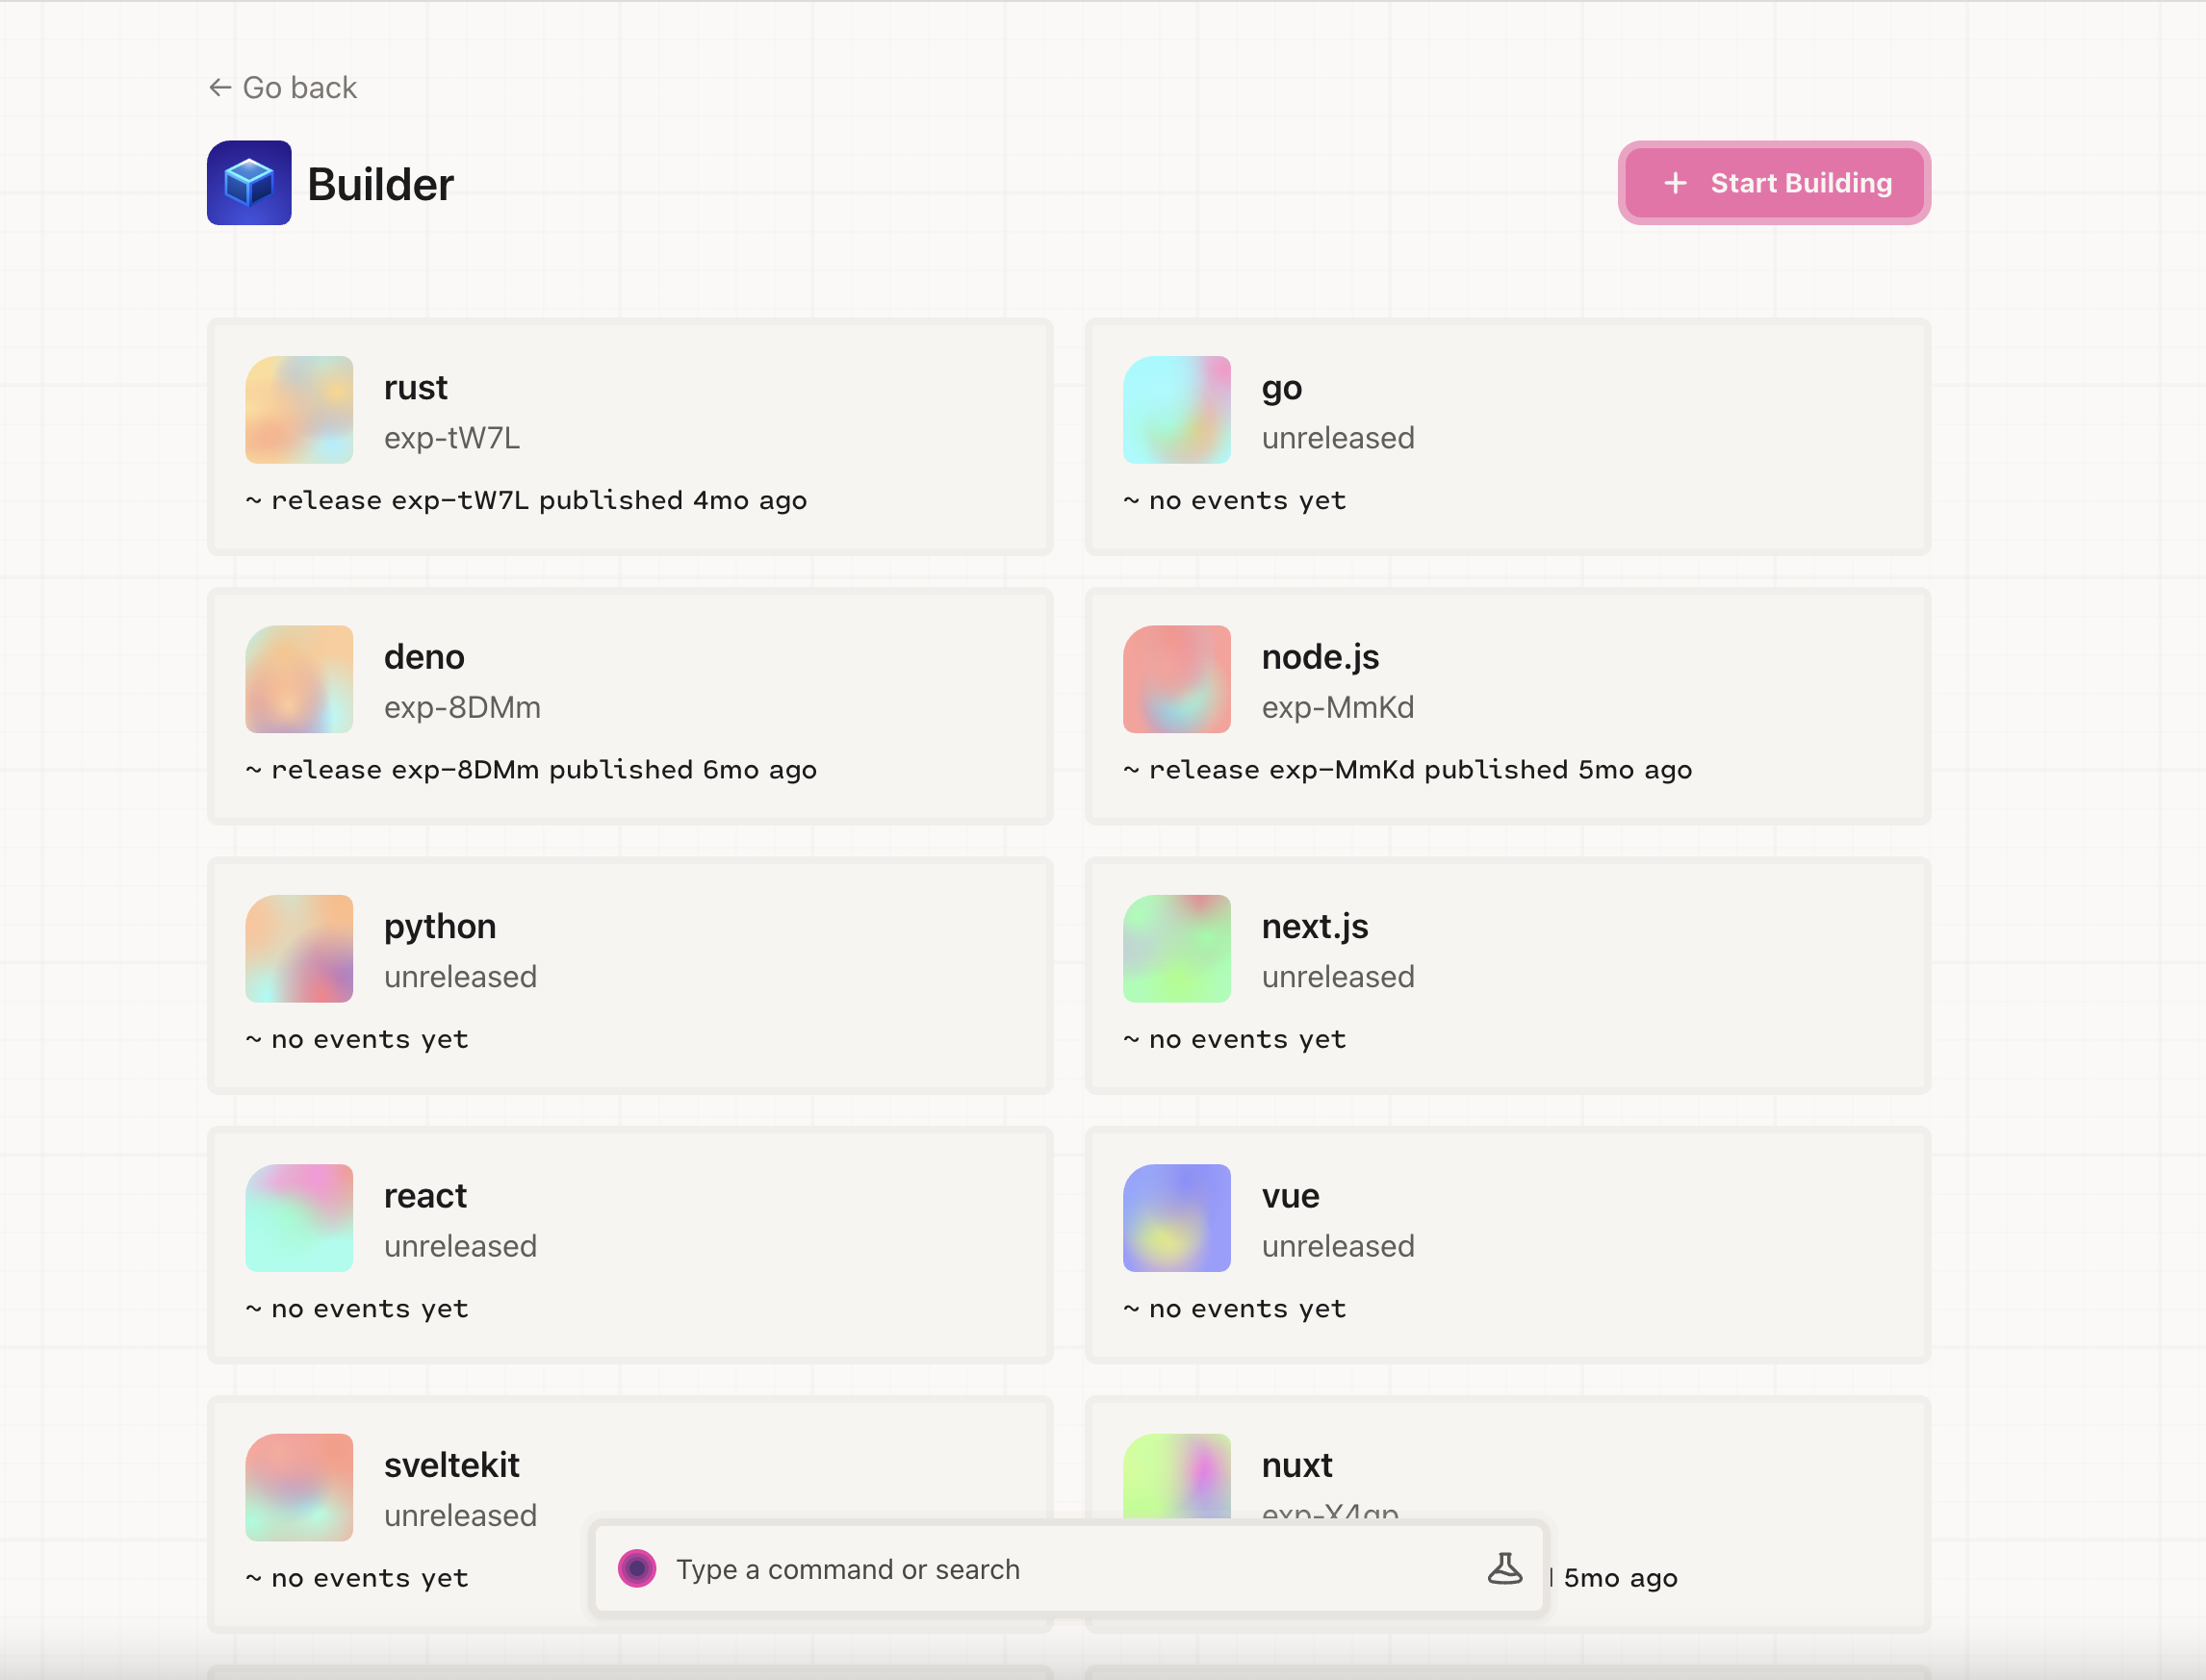 ← Go back
Builder
+ Start Building
rust
exp-tW7L
~ release exp-tW7L published 4mo ago
go
unreleased
~ no events yet
deno
exp-8DMm
~ release exp-8DMm published 6mo ago
node.js
exp-MmKd
~ release exp-MmKd published 5mo ago
python
unreleased
~ no events yet
next.js
unreleased
~ no events yet
react
unreleased
~ no events yet
vue
unreleased
~ no events yet
sveltekit
unreleased
~ no events yet
nuxt
5mo ago
Type a command or search